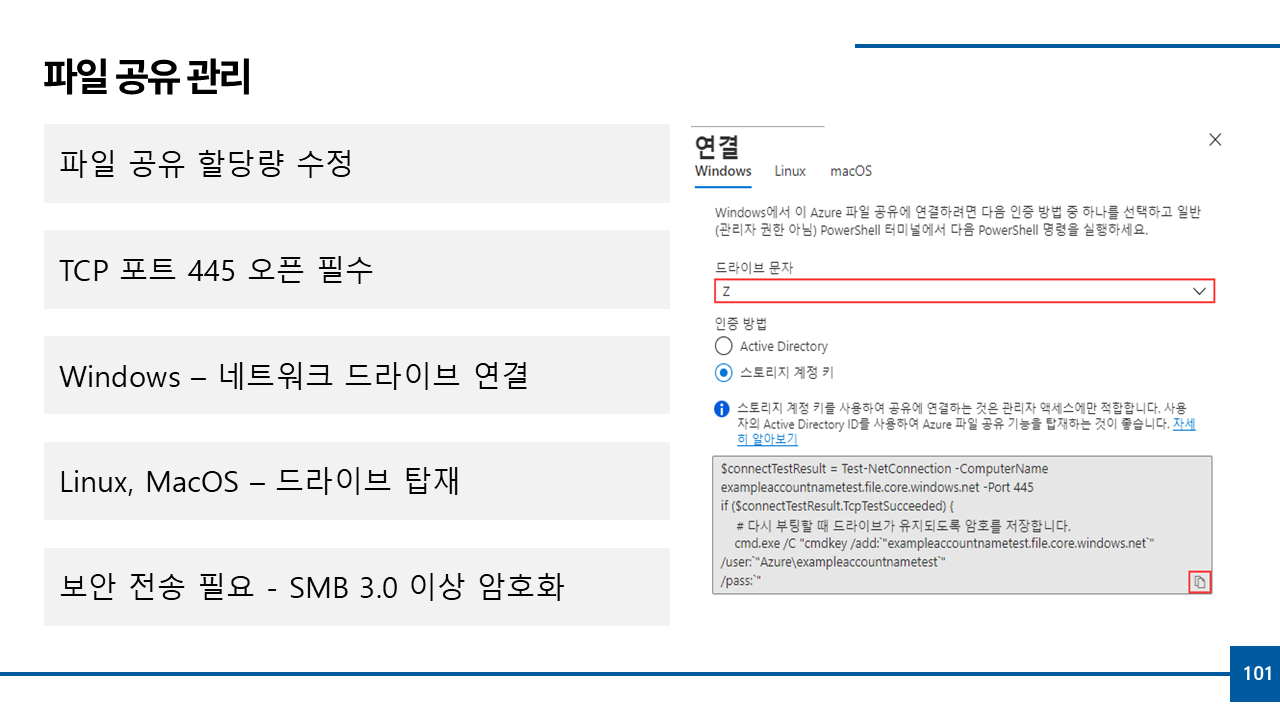 파일 공유 관리
파일 공유 할당량 수정
TCP 포트 445 오픈 필수
Windows – 네트워크 드라이브 연결
Linux, MacOS – 드라이브 탑재
보안 전송 필요 - SMB 3.0 이상 암호화
연결
Windows Linux macOS
Windows에서 이 Azure 파일 공유에 연결하려면 다음 인증 방법 중 하나를 선택하고 일반
(관리자 권한 아님) PowerShell 터미널에서 다음 PowerShell 명령을 실행하세요.
드라이브 문자
Z
인증 방법
Active Directory
스토리지 계정 키
스토리지 계정 키를 사용하여 공유에 연결하는 것은 관리자 액세스에만 적합합니다. 사용
자의 Active Directory ID를 사용하여 Azure 파일 공유 기능을 탑재하는 것이 좋습니다. 자세
히 알아보기
$connectTestResult = Test-NetConnection -ComputerName
exampleaccountnametest.file.core.windows.net -Port 445
if ($connectTestResult.TcpTestSucceeded) {
# 다시 부팅할 때 드라이브가 유지되도록 암호를 저장합니다.
cmd.exe /C "cmdkey /add:`"exampleaccountnametest.file.core.windows.net`"
/user:`"Azure\exampleaccountnametest`"
/pass:`"
101